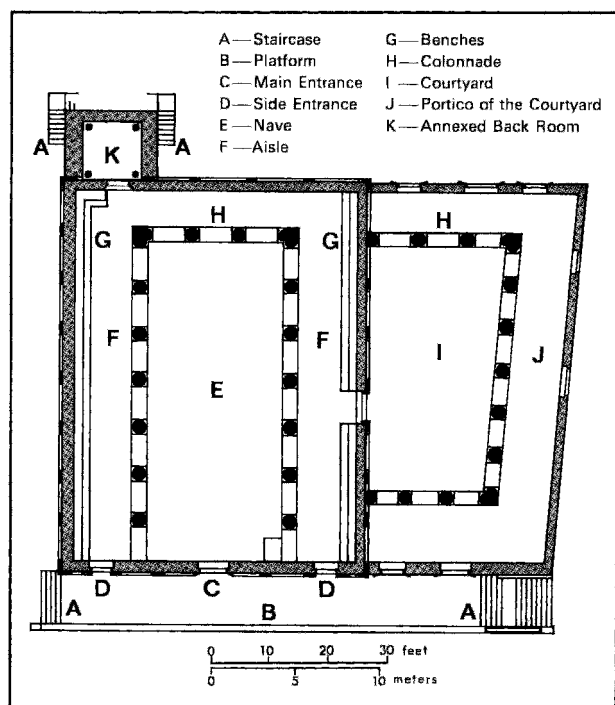 A—Staircase
B—Platform
C—Main Entrance
D—Side Entrance
E—Nave
F—Aisle
G—Benches
H—Colonnade
I—Courtyard
J—Portico of the Courtyard
K—Annexed Back Room
A K A
H H
G G
F F I J
E
D C D
A B A
0 10 20 30 feet
0 5 10 meters